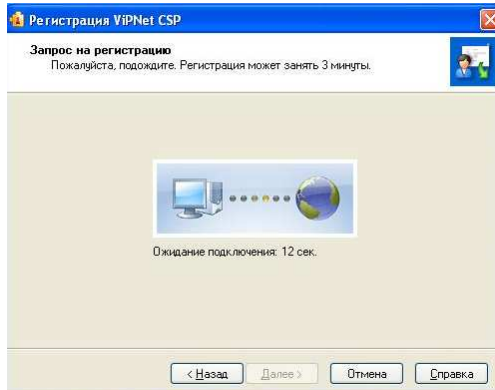 Регистрация ViPNet CSP
Запрос на регистрацию
Пожалуйста, подождите. Регистрация может занять 3 минуты.
Ожидание подключения: 12 сек.
< Назад
Далее >
Отмена
Справка